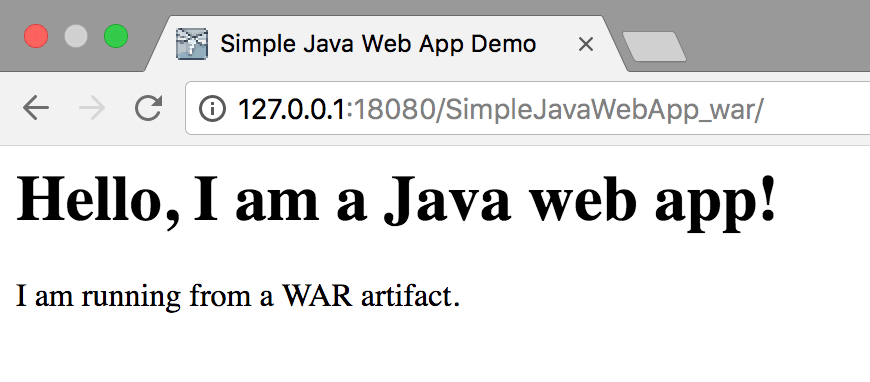 Simple Java Web App Demo
127.0.0.1:18080/SimpleJavaWebApp_war/
Hello, I am a Java web app!
I am running from a WAR artifact.